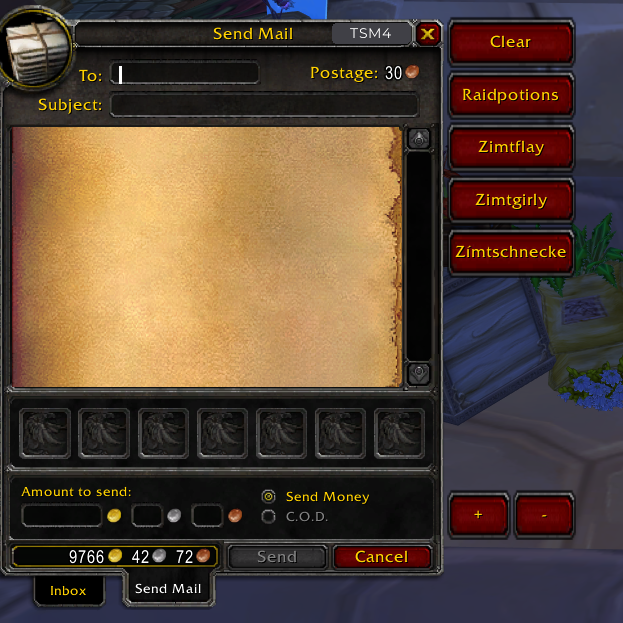 Send Mail
TSM4
Clear
To:
Postage: 30
Raidpotions
Subject:
Zimtflay
Zimtgirly
Zímtschnecke
Amount to send:
Send Money
C.O.D.
+
-
9766 42 72
Send
Cancel
Inbox
Send Mail